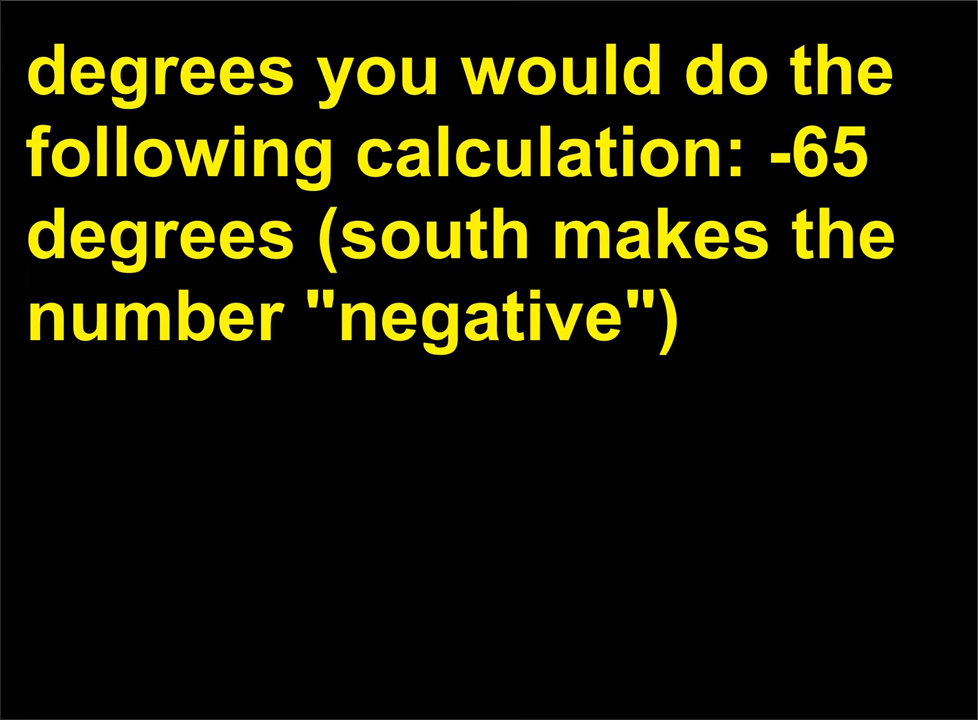 degrees you would do the
following calculation: -65
degrees (south makes the
number "negative")